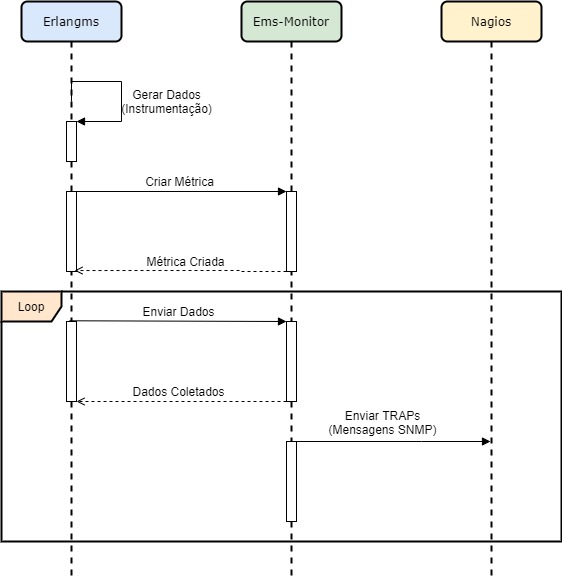 Erlangms
Ems-Monitor
Nagios
Gerar Dados
(Instrumentação)
Criar Métrica
Métrica Criada
Loop
Enviar Dados
Dados Coletados
Enviar TRAPs
(Mensagens SNMP)